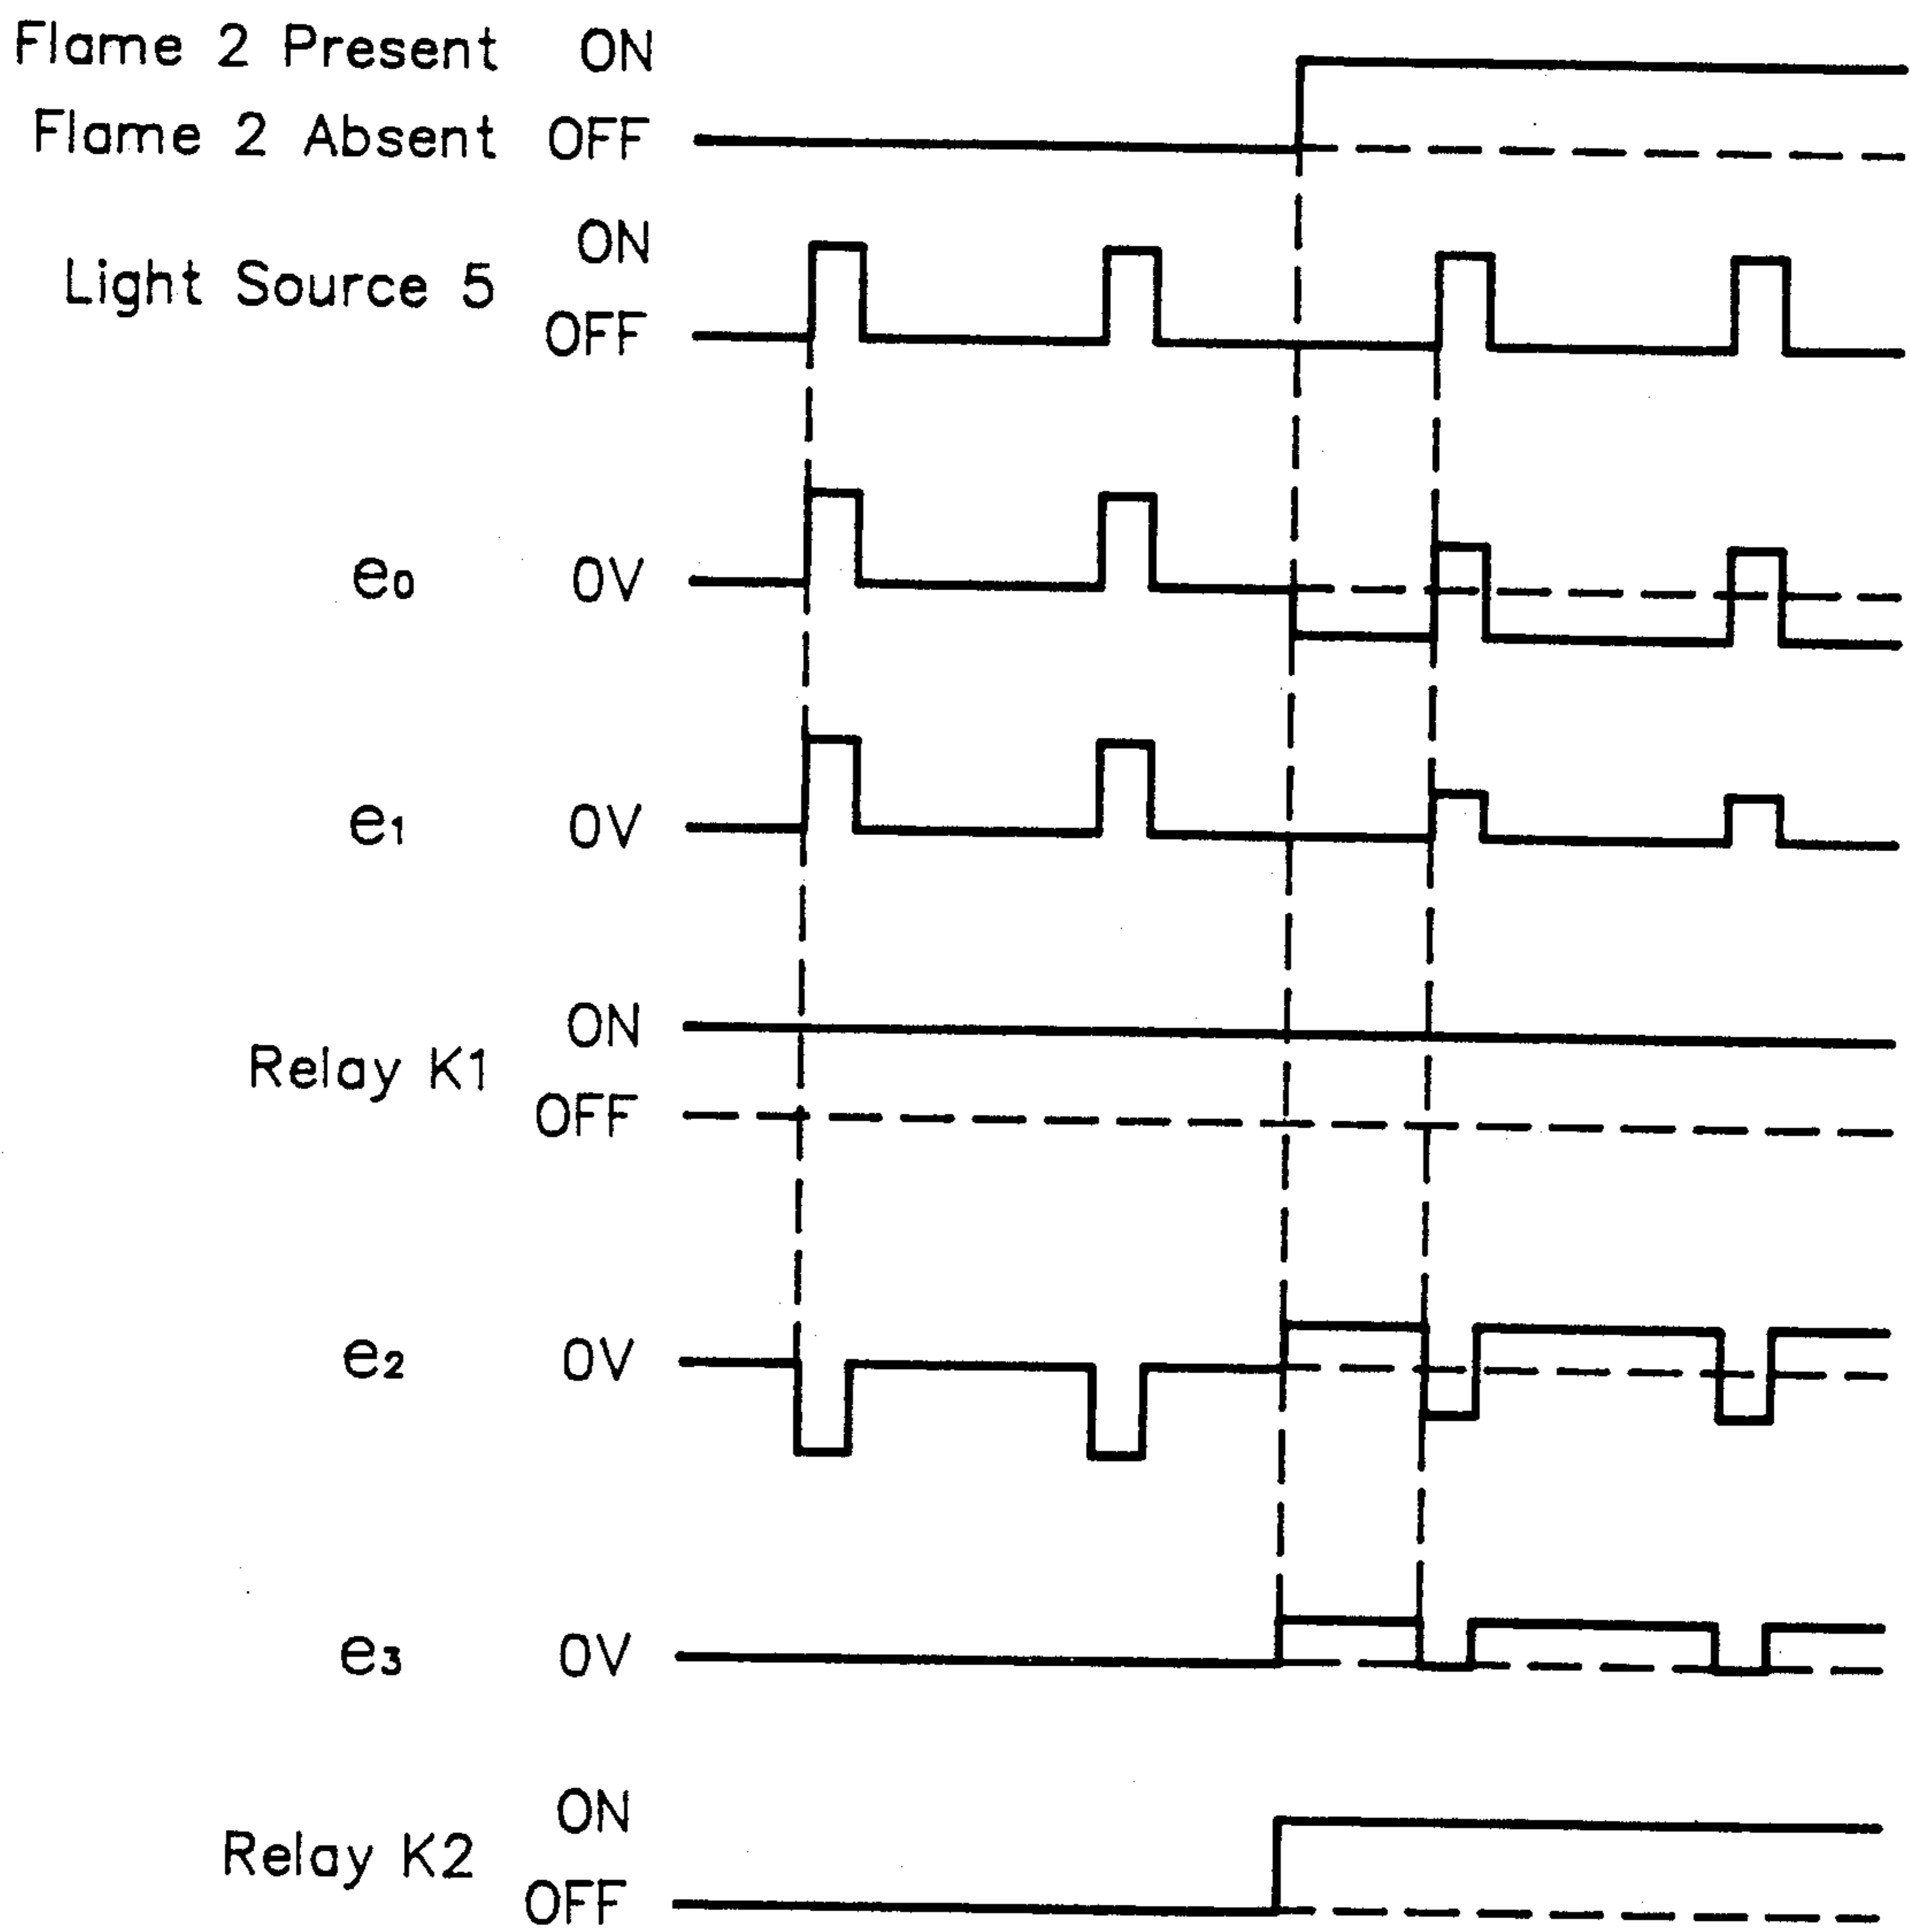 Flame 2 Present ON
Flame 2 Absent OFF
ON
Light Source 5
OFF
e0 0V
e1 0V
ON
Relay K1
OFF
e2 0V
e3 0V
ON
Relay K2
OFF